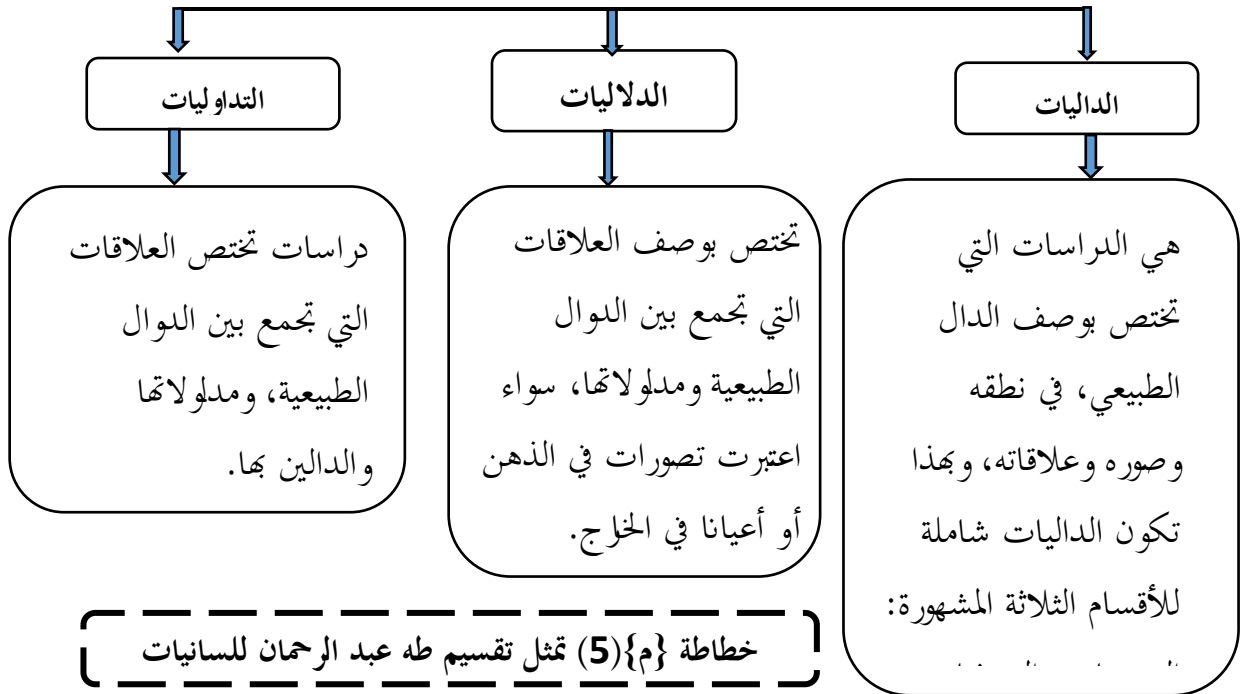 الداليات
هي الدراسات التي
تختص بوصف الدال
الطبيعي، في نطقه
وصوره وعلاقاته، وبهذا
تكون الداليات شاملة
للأقسام الثلاثة المشهورة:
الدلاليات
تختص بوصف العلاقات
التي تجمع بين الدوال
الطبيعية ومدلولاتها، سواء
اعتبرت تصورات في الذهن
أو أعيانا في الخارج.
التداوليات
دراسات تختص العلاقات
التي تجمع بين الدوال
الطبيعية، ومدلولاتها
والدالين بها.
خطاطة {م}(5) تمثل تقسيم طه عبد الرحمان للسانيات